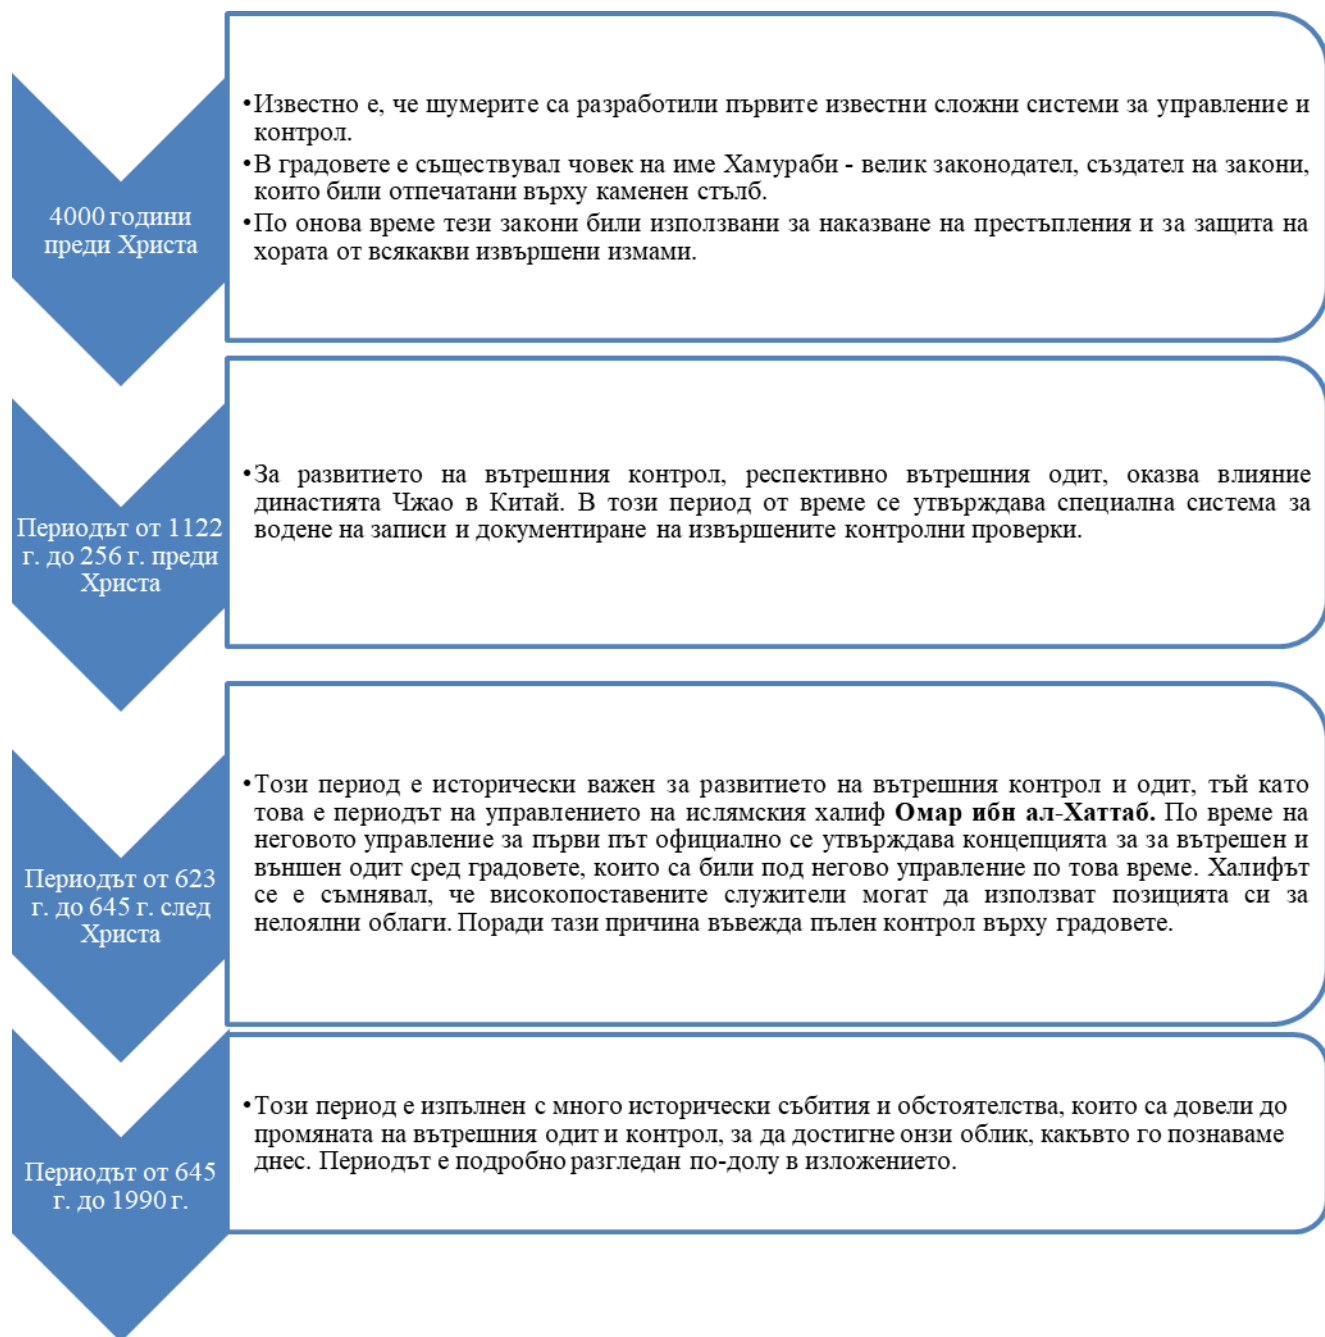 4000 години
преди Христа
•Известно е, че шумерите са разработили първите известни сложни системи за управление и
контрол.
•В градовете е съществувал човек на име Хамураби - велик законодател, създател на закони,
които били отпечатани върху каменен стълб.
•По онова време тези закони били използвани за наказване на престъпления и за защита на
хората от всякакви извършени измами.
Периодът от 1122
г. до 256 г. преди
Христа
•За развитието на вътрешния контрол, респективно вътрешния одит, оказва влияние
династията Чжао в Китай. В този период от време се утвърждава специална система за
водене на записи и документиране на извършените контролни проверки.
Периодът от 623
г. до 645 г. след
Христа
•Този период е исторически важен за развитието на вътрешния контрол и одит, тъй като
това е периодът на управлението на ислямския халиф Омар ибн ал-Хаттаб. По време на
неговото управление за първи път официално се утвърждава концепцията за за вътрешен и
външен одит сред градовете, които са били под негово управление по това време. Халифът
се е съмнявал, че високопоставените служители могат да използват позицията си за
нелоялни облаги. Поради тази причина въвежда пълен контрол върху градовете.
Периодът от 645
г. до 1990 г.
•Този период е изпълнен с много исторически събития и обстоятелства, които са довели до
промяната на вътрешния одит и контрол, за да достигне онзи облик, какъвто го познаваме
днес. Периодът е подробно разгледан по-долу в изложението.